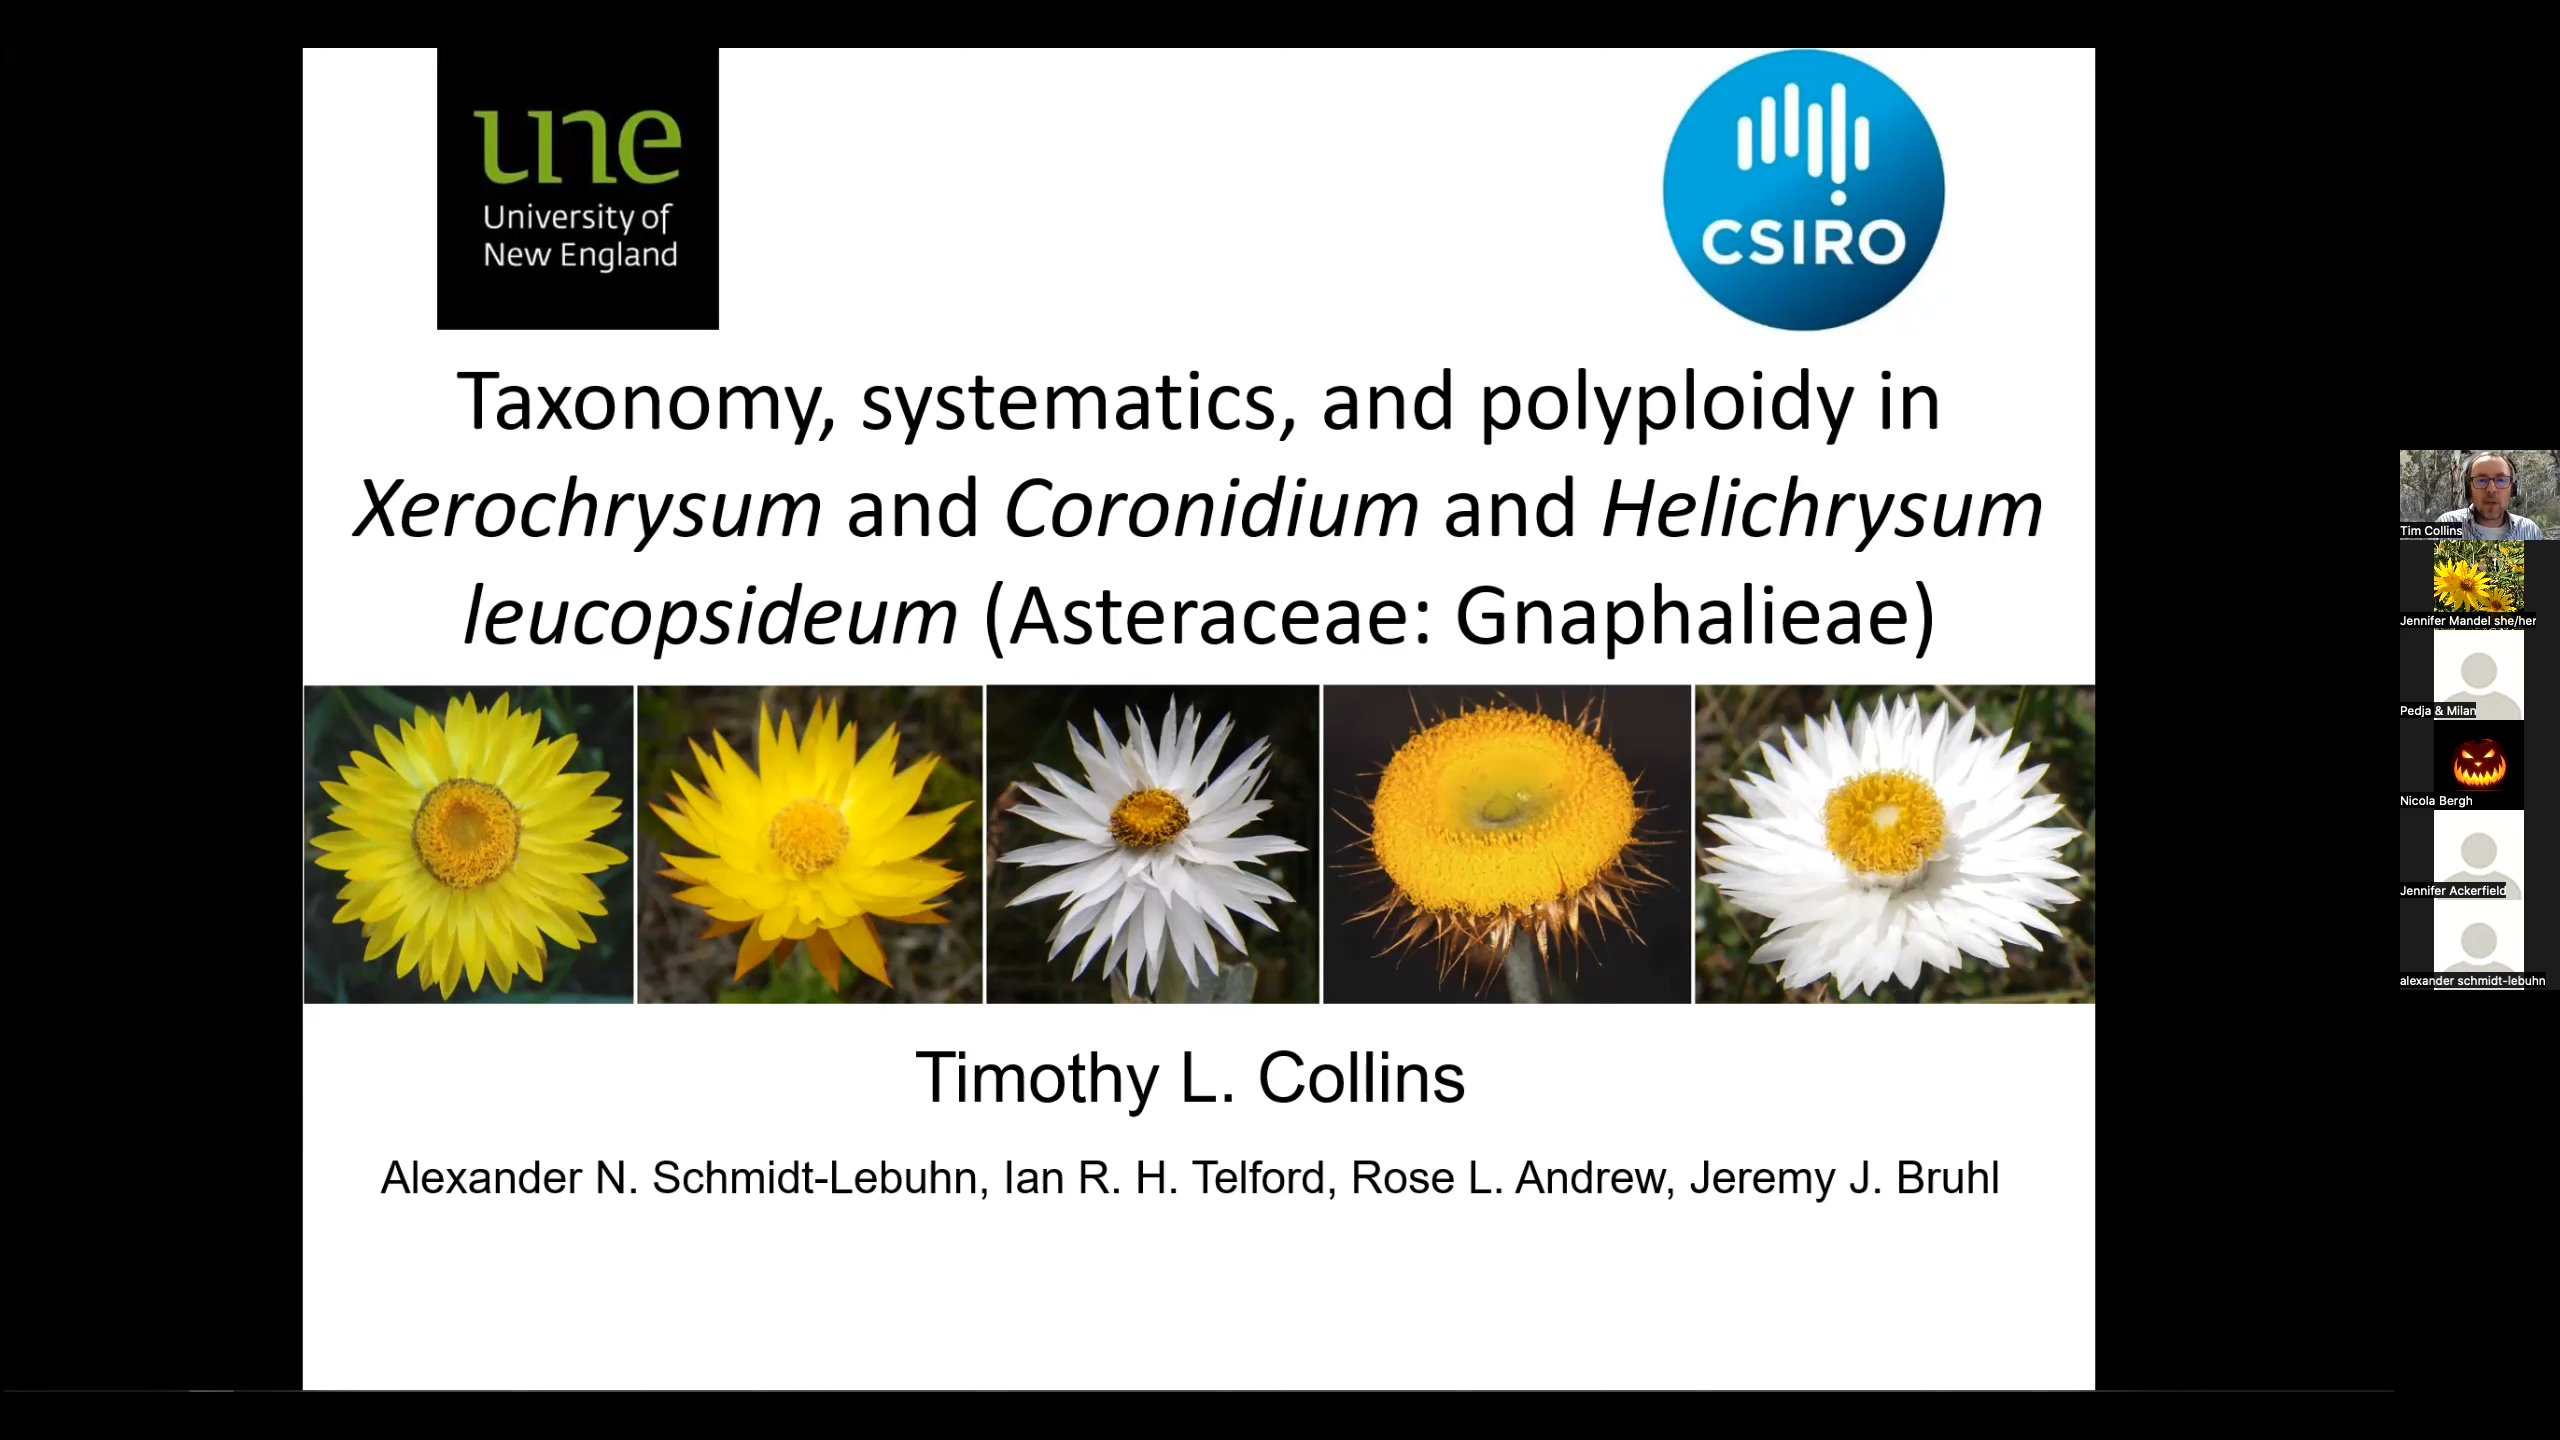 une
University of
New England
CSIRO
Taxonomy, systematics, and polyploidy in
Xerochrysum and Coronidium and Helichrysum
leucopsideum (Asteraceae: Gnaphalieae)
Timothy L. Collins
Alexander N. Schmidt-Lebuhn, Ian R. H. Telford, Rose L. Andrew, Jeremy J. Bruhl
Tim Collins
Jennifer Mandel she/her
Pedja & Milan
Nicola Bergh
Jennifer Ackerfield
alexander schmidt-lebuhn